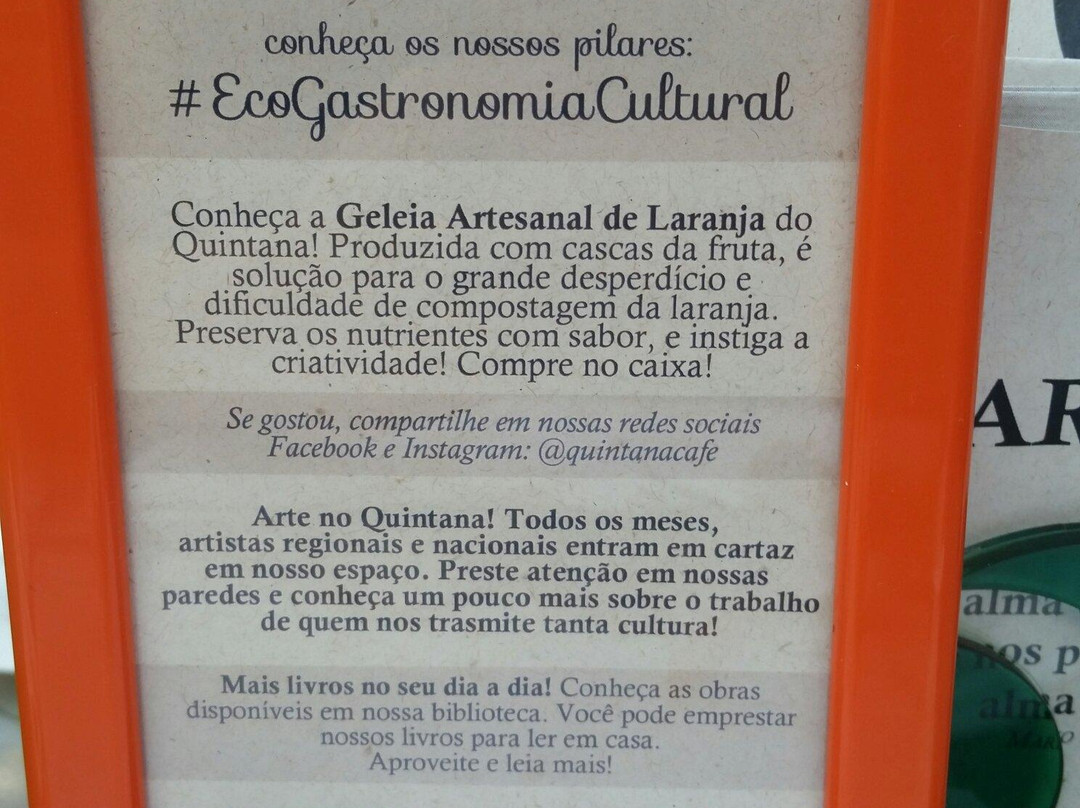 conheça os nossos pilares:
# EcoGastronomiaCultural
Conheça a Geleia Artesanal de Laranja do
Quintana! Produzida com cascas da fruta, é
solução para o grande desperdício e
dificuldade de compostagem da laranja.
Preserva os nutrientes com sabor, e instiga a
criatividade! Compre no caixa!
Se gostou, compartilhe em nossas redes sociais
Facebook e Instagram: @quintanacafe
Arte no Quintana! Todos os meses,
artistas regionais e nacionais entram em cartaz
em nosso espaço. Preste atenção em nossas
paredes e conheça um pouco mais sobre o trabalho
de quem nos trasmite tanta cultura!
Mais livros no seu dia a dia! Conheça as obras
disponíveis em nossa biblioteca. Você pode emprestar
nossos livros para ler em casa.
Aproveite e leia mais!
AR
alma
nos p
alma